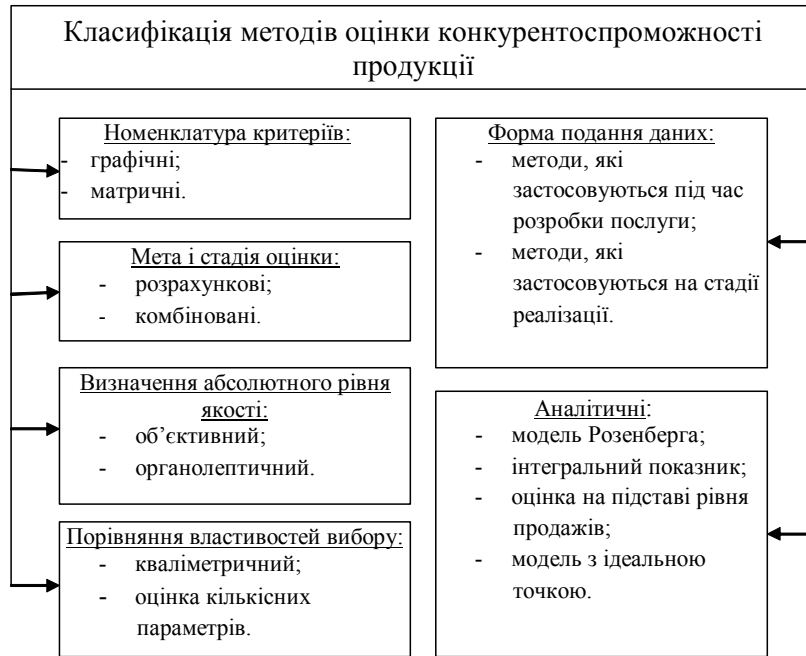 Класифікація методів оцінки конкурентоспроможності
продукції
Номенклатура критеріїв:
- графічні;
- матричні.
Мета і стадія оцінки:
- розрахункові;
- комбіновані.
Визначення абсолютного рівня
якості:
- об’єктивний;
- органолептичний.
Порівняння властивостей вибору:
- кваліметричний;
- оцінка кількісних
параметрів.
Форма подання даних:
- методи, які
застосовуються під час
розробки послуги;
- методи, які
застосовуються на стадії
реалізації.
Аналітичні:
- модель Розенберга;
- інтегральний показник;
- оцінка на підставі рівня
продажів;
- модель з ідеальною
точкою.